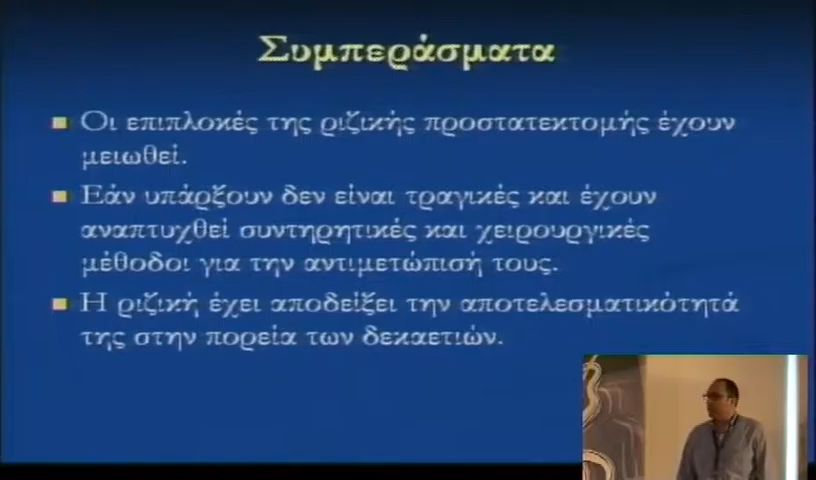 Συμπεράσματα
Οι επιπλοκές της ριζικής προστατεκτομής έχουν
μειωθεί.
Εάν υπάρξουν δεν είναι τραγικές και έχουν
αναπτυχθεί συντηρητικές και χειρουργικές
μέθοδοι για την αντιμετώπισή τους.
Η ριζική έχει αποδείξει την αποτελεσματικότητά
της στην πορεία των δεκαετιών.